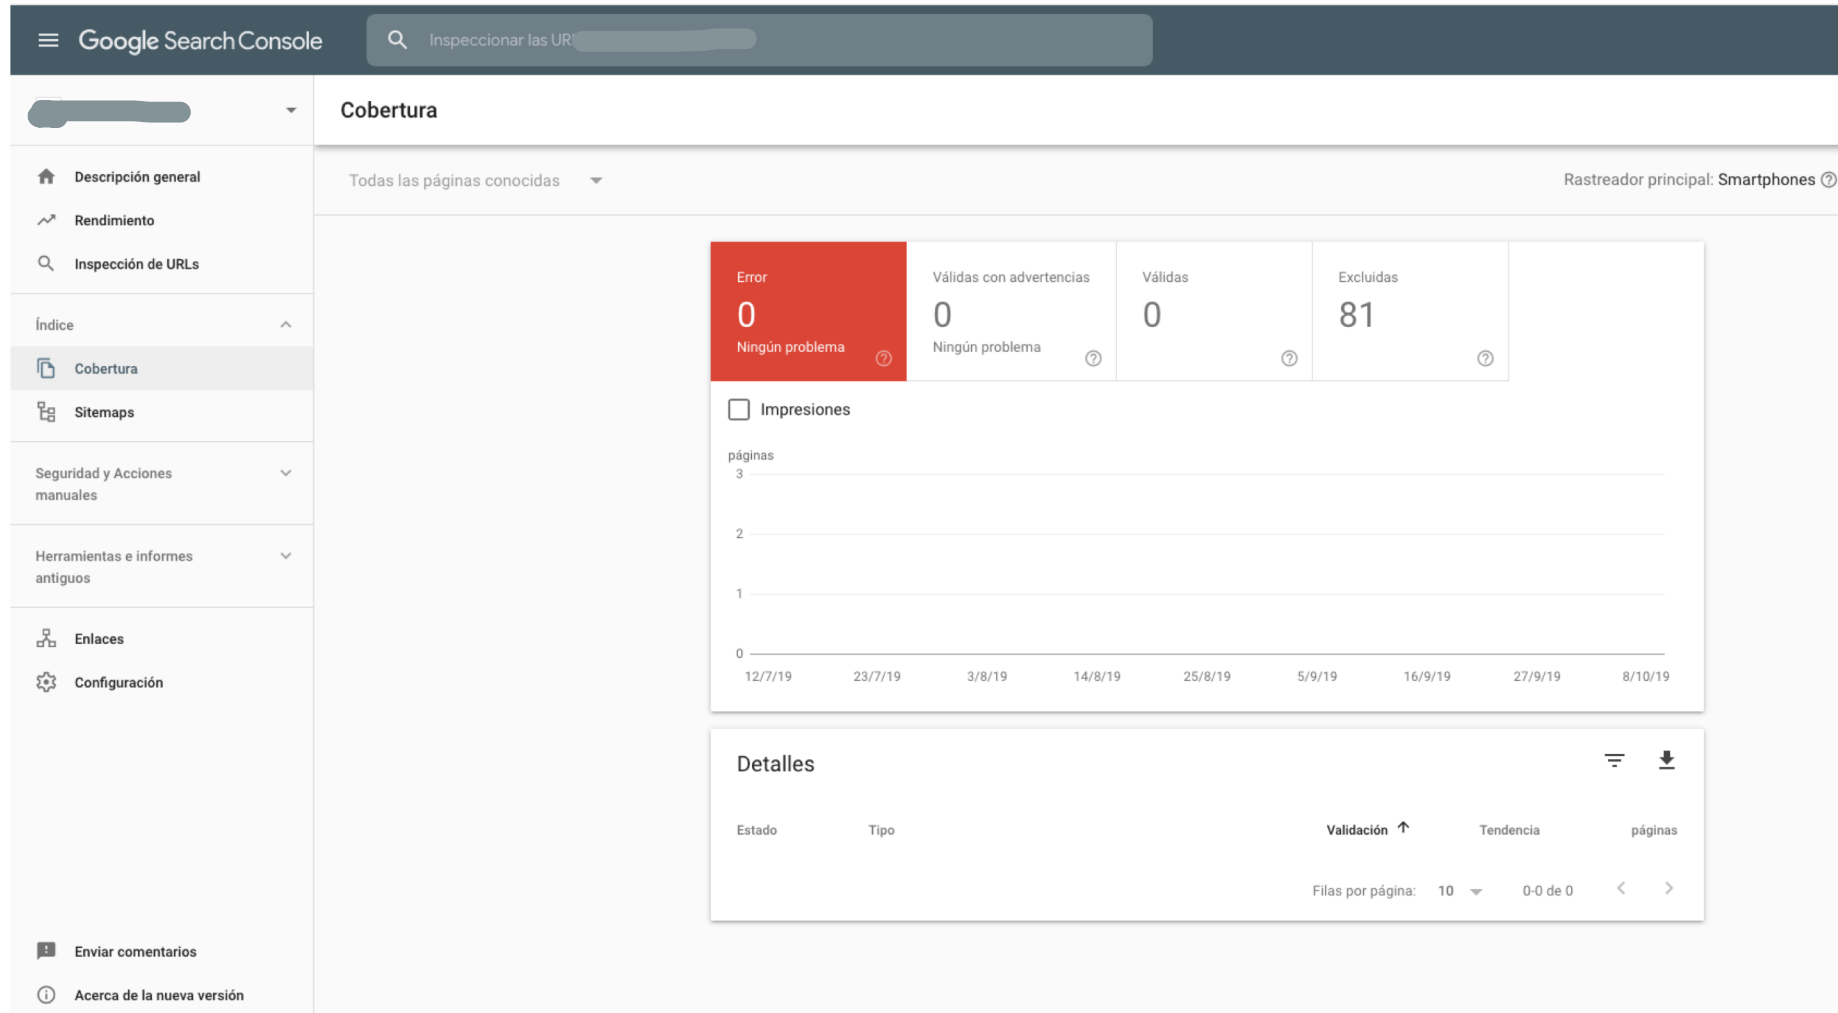 Google Search Console
Inspeccionar las
Cobertura
Descripción general
Rendimiento
Inspección de URLs
Índice
Cobertura
Sitemaps
Seguridad y Acciones
manuales
Herramientas e informes
antiguos
Enlaces
Configuración
Enviar comentarios
Acerca de la nueva versión
Todas las páginas conocidas
Rastreador principal: Smartphones
Error
0
Ningún problema
Válidas con advertencias
0
Ningún problema
Válidas
0
Excluidas
81
Impresiones
páginas
3
2
1
0
12/7/19 23/7/19 3/8/19 14/8/19 25/8/19 5/9/19 16/9/19 27/9/19 8/10/19
Detalles
Estado Tipo Validación Tendencia páginas
Filas por página: 10 0-0 de 0